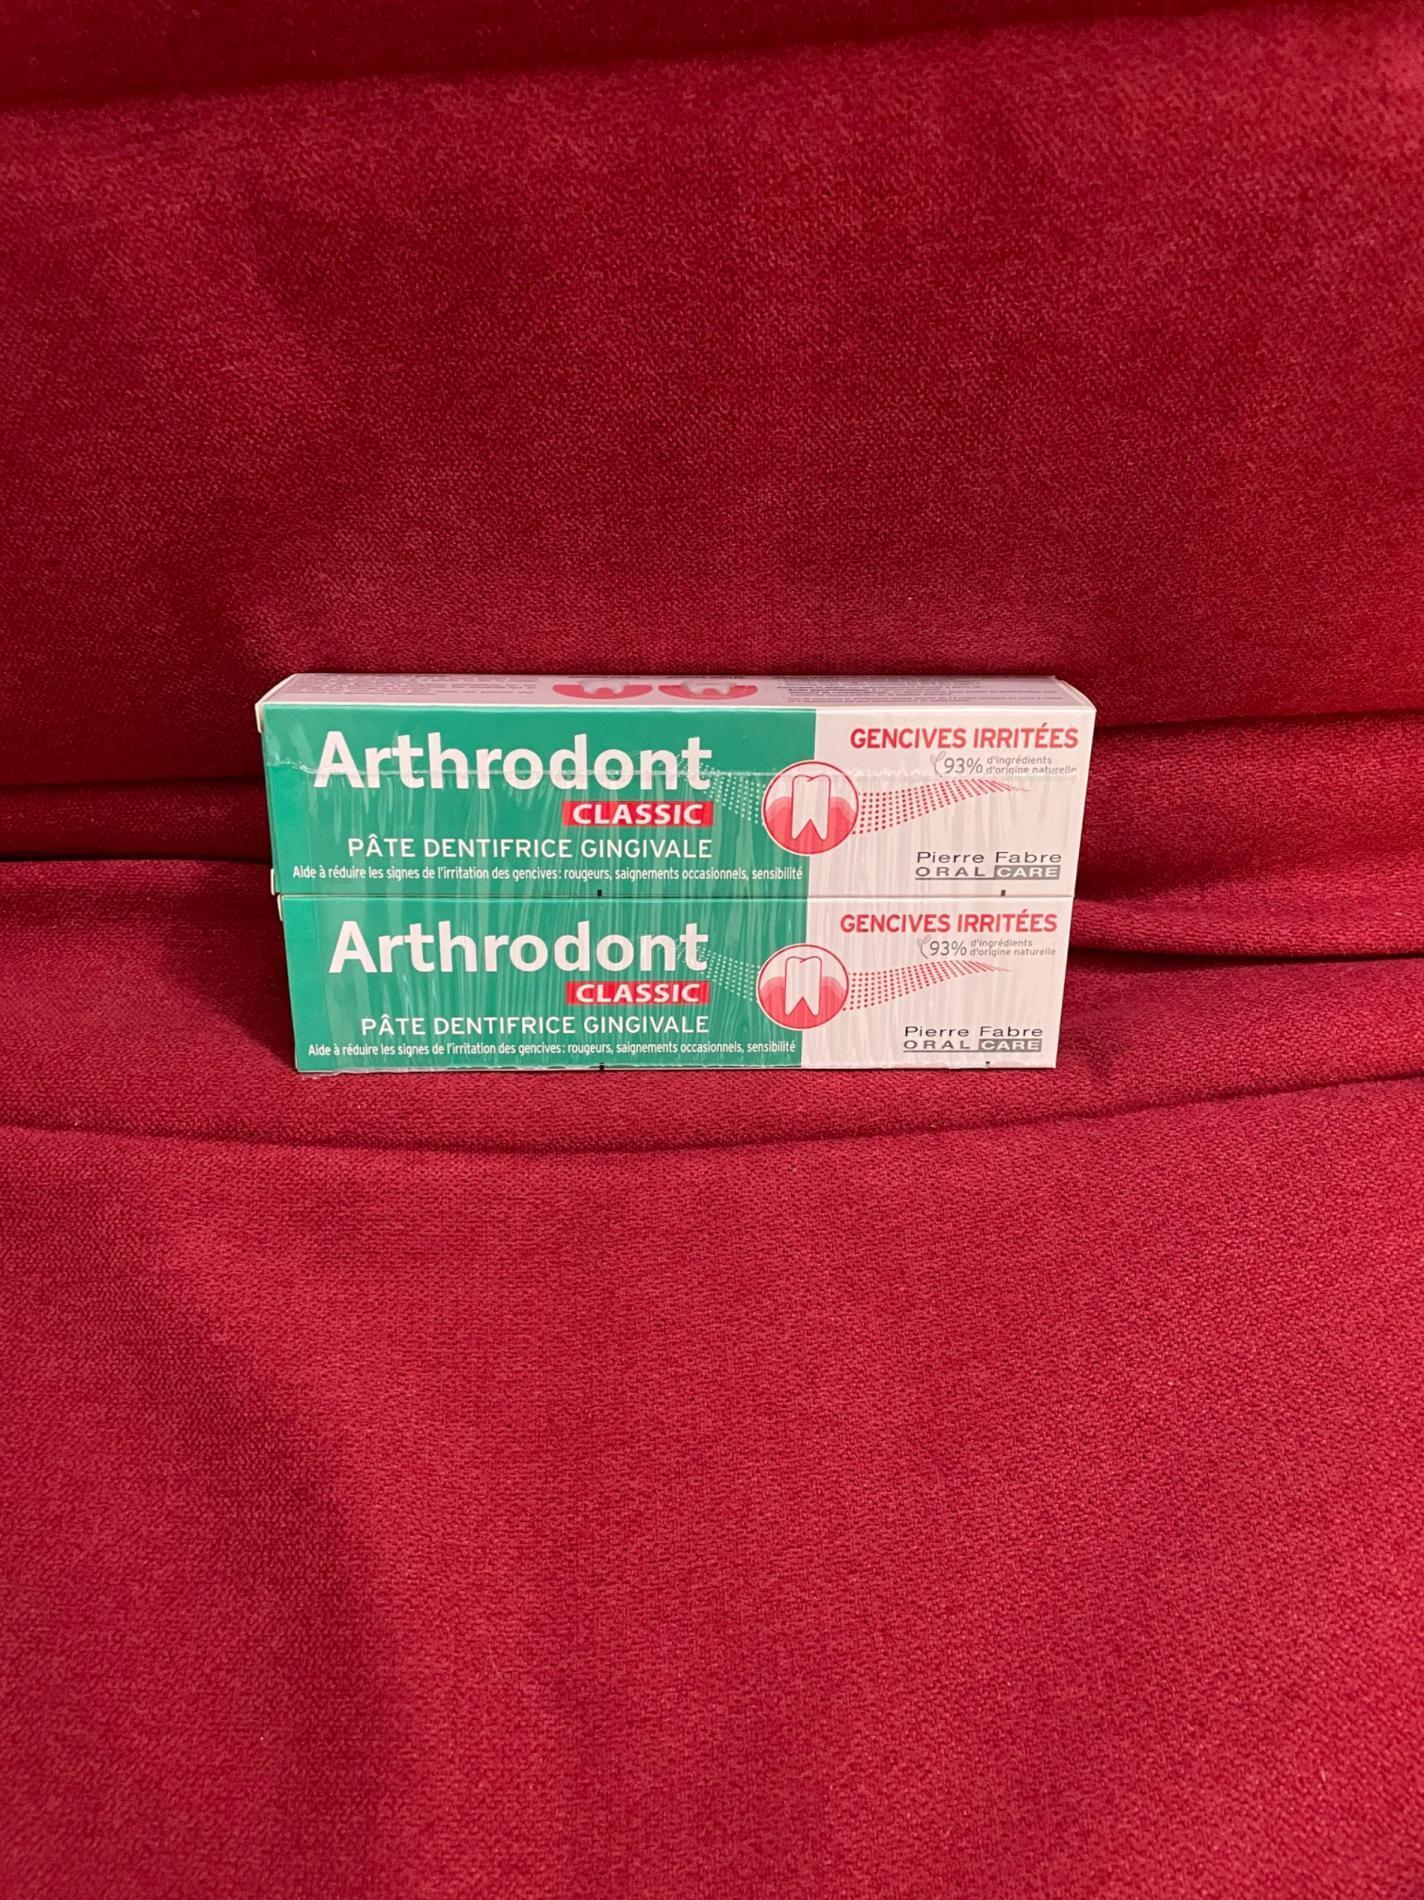 Arthrodont
CLASSIC
PÂTE DENTIFRICE GINGIVALE
Aide à réduire les signes de l'irritation des gencives : rougeurs, saignements occasionnels, sensibilité
GENCIVES IRRITÉES
93% d'ingrédients
d'origine naturelle
Pierre Fabre
ORAL CARE
Arthrodont
CLASSIC
PÂTE DENTIFRICE GINGIVALE
Aide à réduire les signes de l'irritation des gencives : rougeurs, saignements occasionnels, sensibilité
GENCIVES IRRITÉES
93% d'ingrédients
d'origine naturelle
Pierre Fabre
ORAL CARE